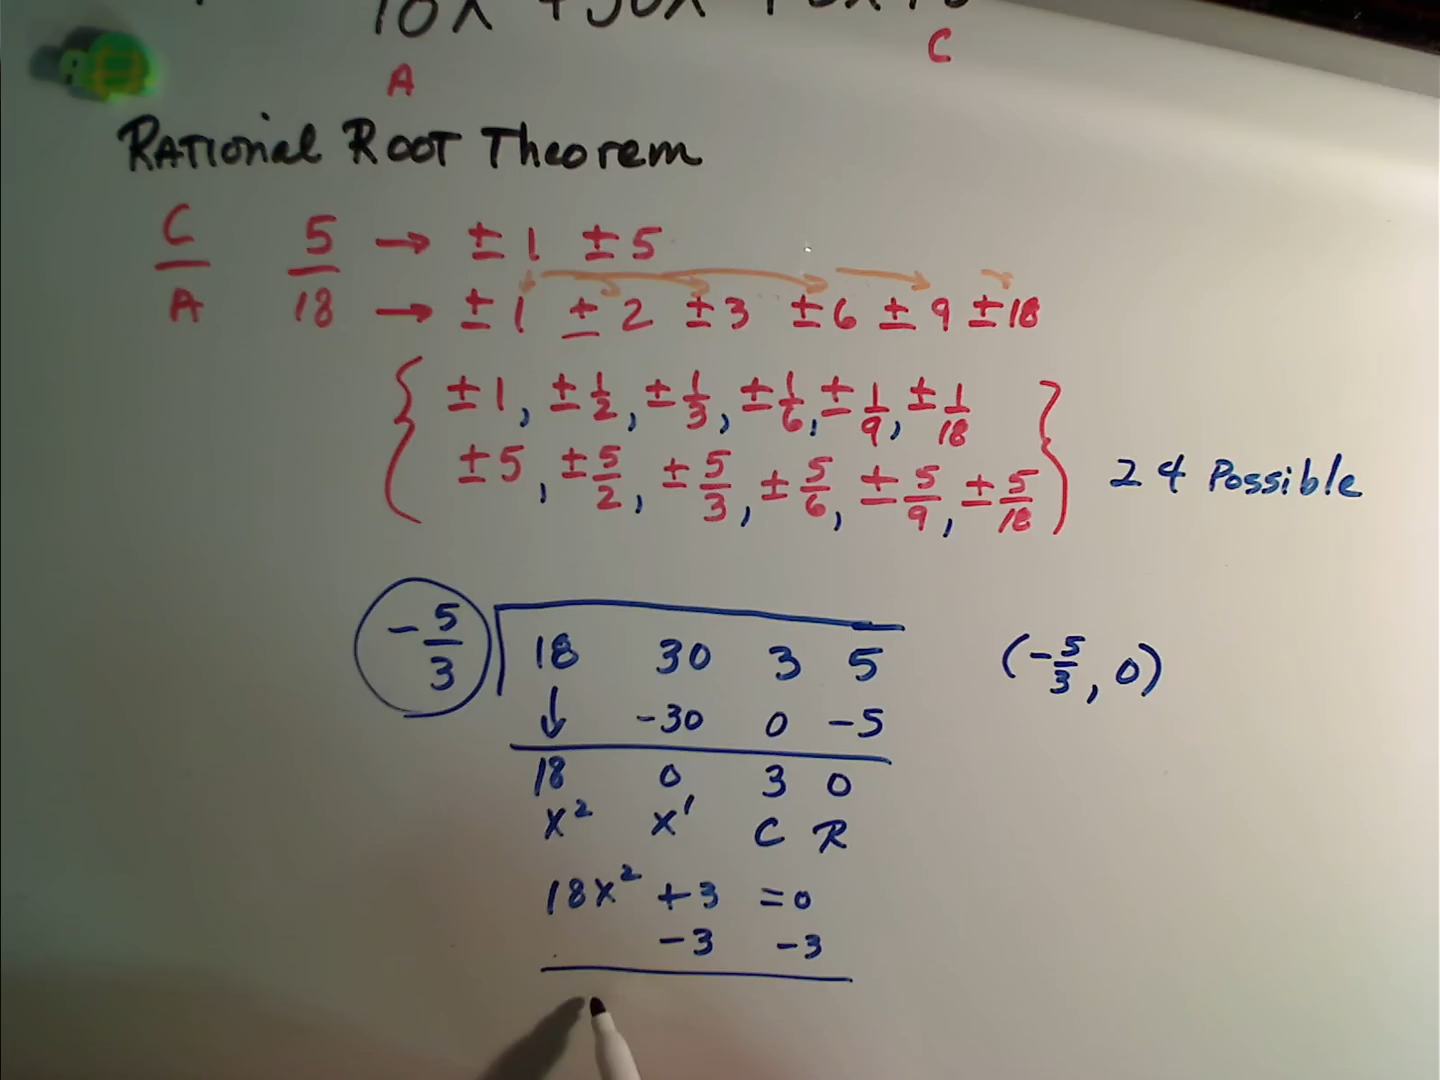 A C
RATional ROOT Theorem
C/A 5/18 → ±1 ±5
→ ±1 ±2 ±3 ±6 ±9 ±18
{ ±1, ±1/2, ±1/3, ±1/6, ±1/9, ±1/18
±5, ±5/2, ±5/3, ±5/6, ±5/9, ±5/18 } 24 Possible
-5/3 18 30 3 5 (-5/3, 0)
↓ -30 0 -5
18 0 3 0
x² x¹ C R
18x² +3 =0
-3 -3